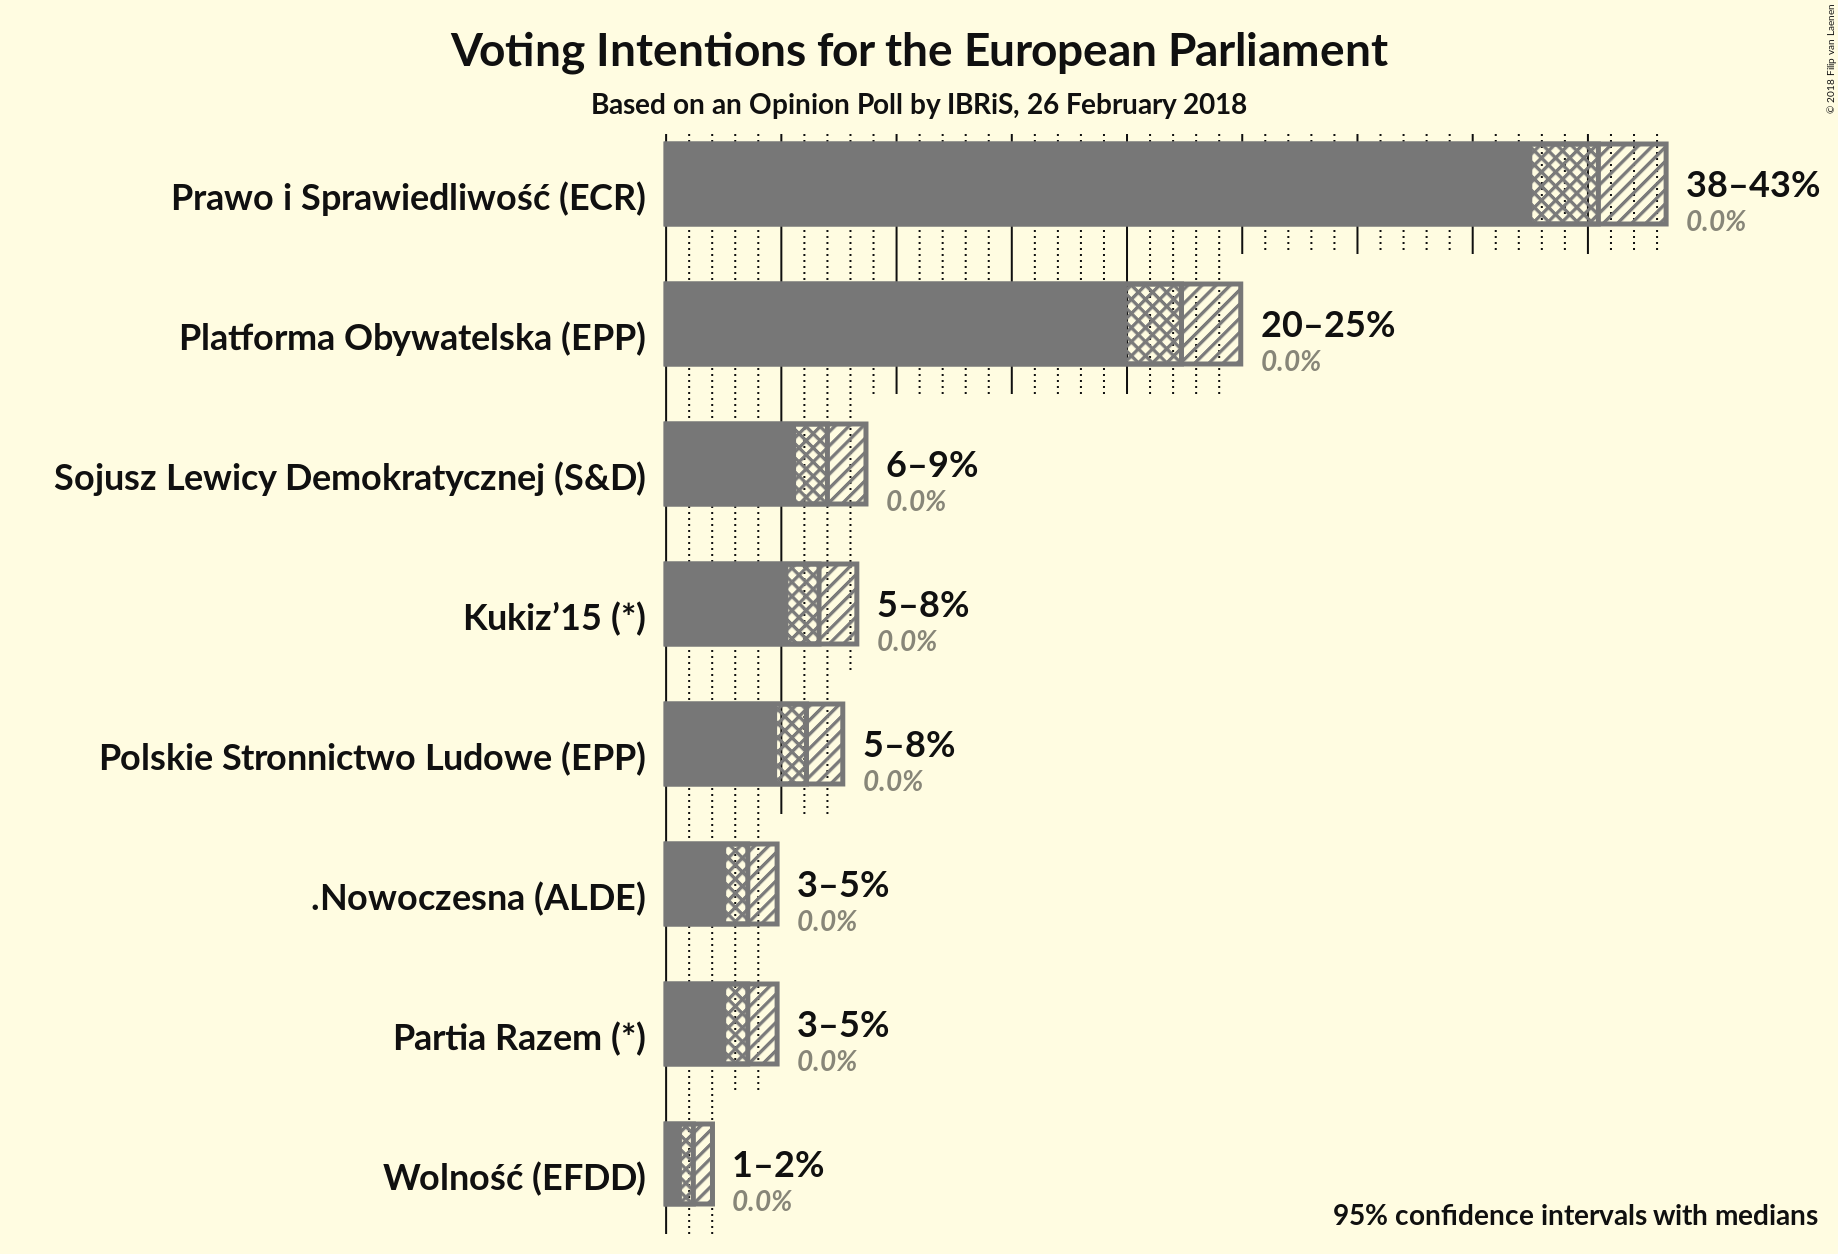 Voting Intentions for the European Parliament
Based on an Opinion Poll by IBRiS, 26 February 2018
© 2018 Filip van Laenen
Prawo i Sprawiedliwość (ECR)
38–43%
0.0%
Platforma Obywatelska (EPP)
20–25%
0.0%
Sojusz Lewicy Demokratycznej (S&D)
6–9%
0.0%
Kukiz’15 (*)
5–8%
0.0%
Polskie Stronnictwo Ludowe (EPP)
5–8%
0.0%
.Nowoczesna (ALDE)
3–5%
0.0%
Partia Razem (*)
3–5%
0.0%
Wolność (EFDD)
1–2%
0.0%
95% confidence intervals with medians